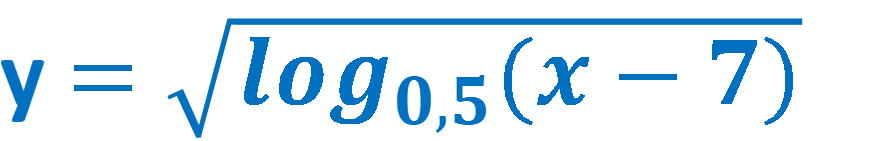 y = √log₀,₅(x − 7)